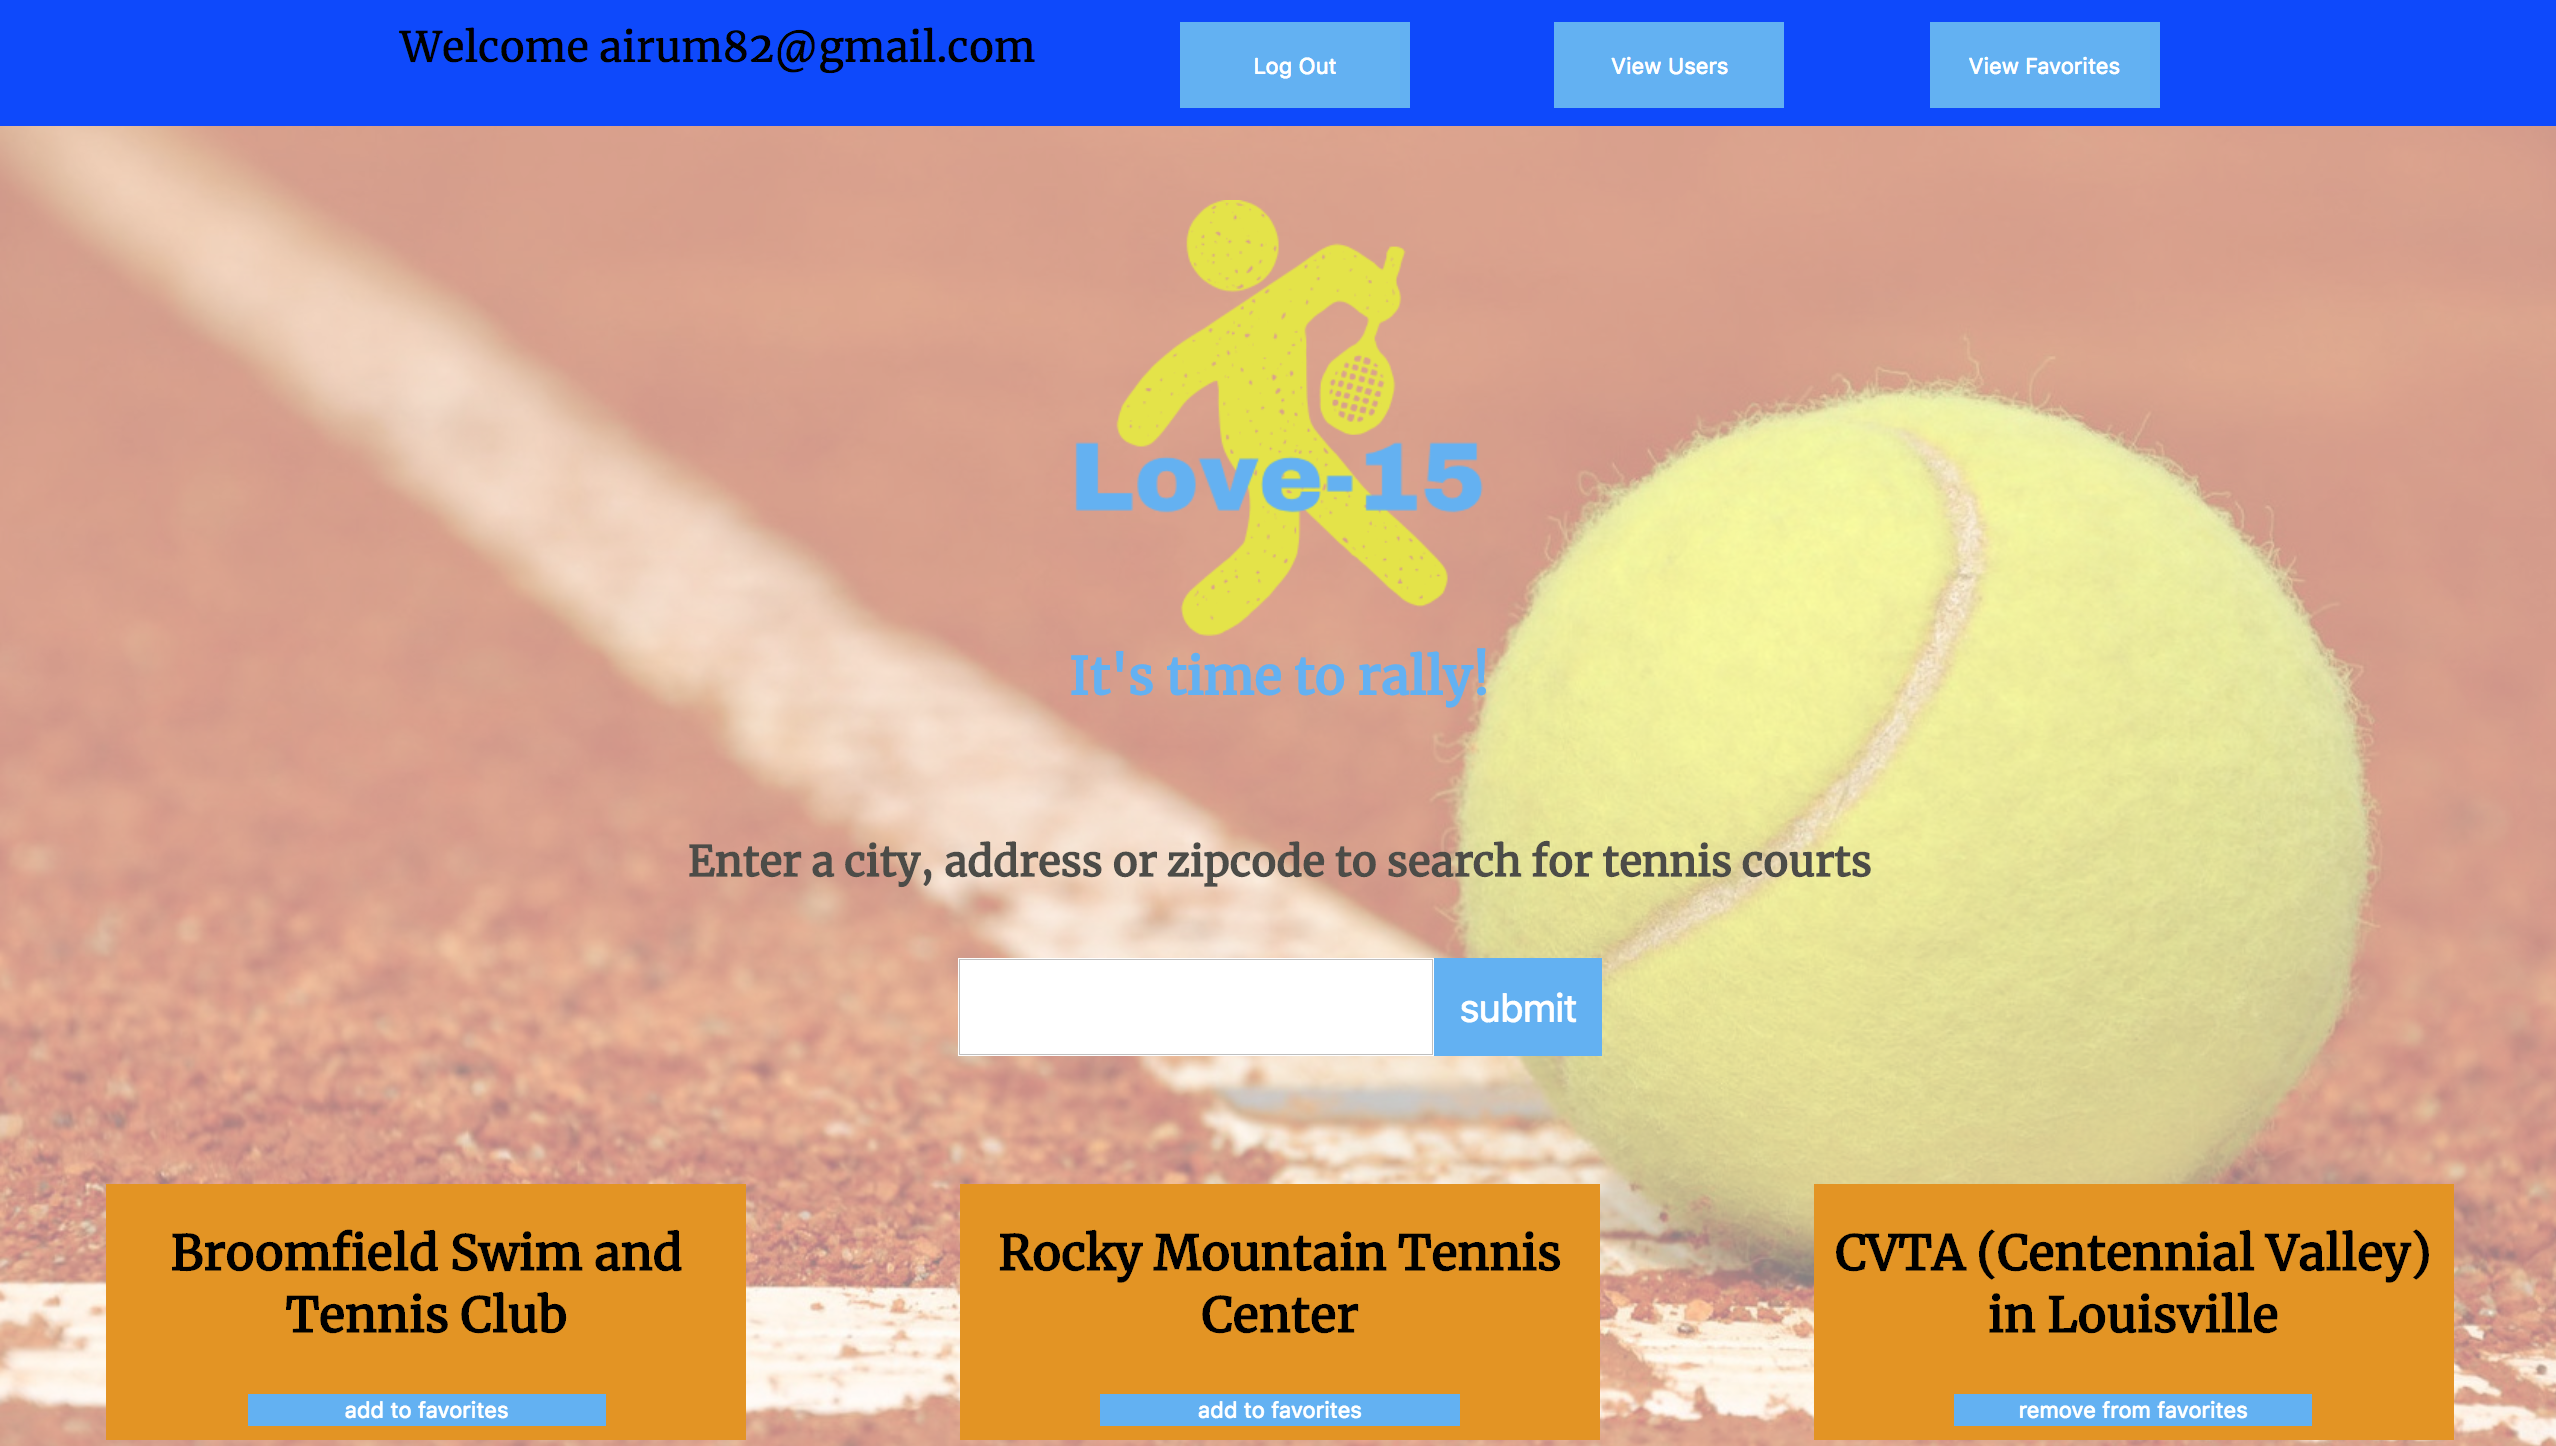 Welcome airum82@gmail.com
Log Out
View Users
View Favorites
Love-15
It's time to rally!
Enter a city, address or zipcode to search for tennis courts
submit
Broomfield Swim and
Tennis Club
add to favorites
Rocky Mountain Tennis
Center
add to favorites
CVTA (Centennial Valley)
in Louisville
remove from favorites